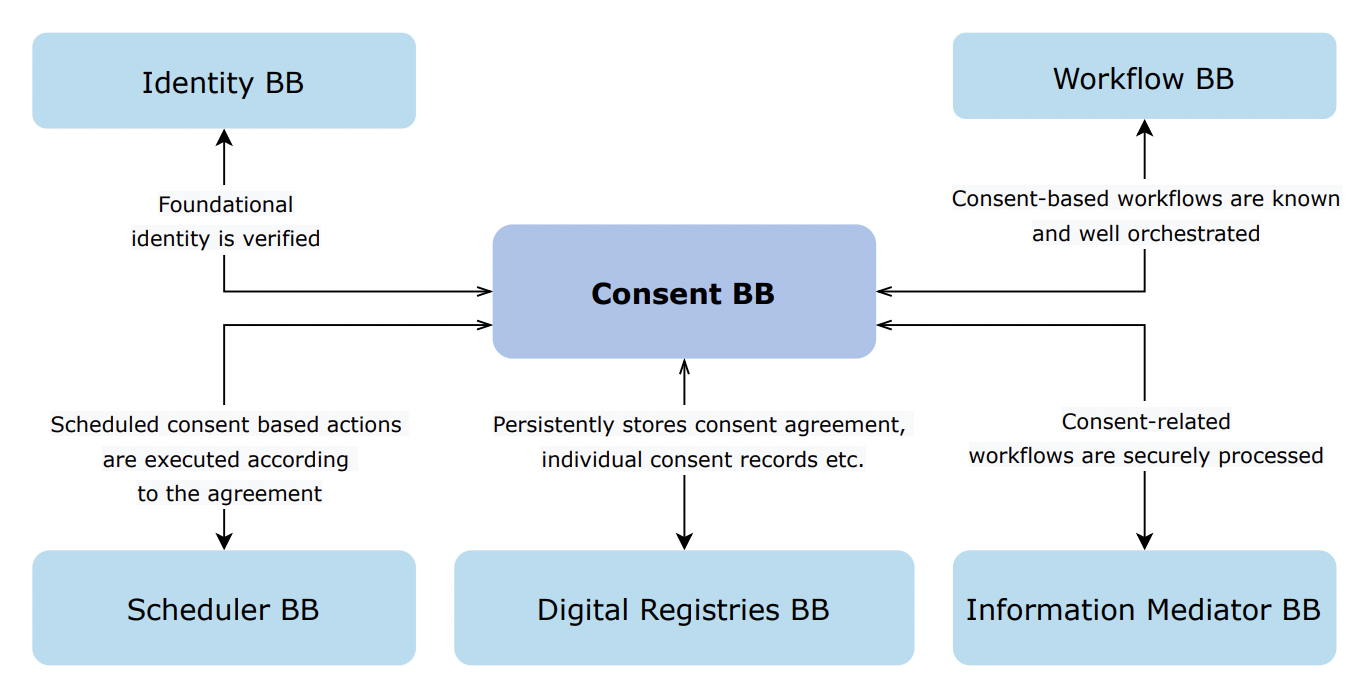 Identity BB
Workflow BB
Foundational
identity is verified
Consent-based workflows are known
and well orchestrated
Consent BB
Scheduled consent based actions
are executed according
to the agreement
Persistently stores consent agreement,
individual consent records etc.
Consent-related
workflows are securely processed
Scheduler BB
Digital Registries BB
Information Mediator BB